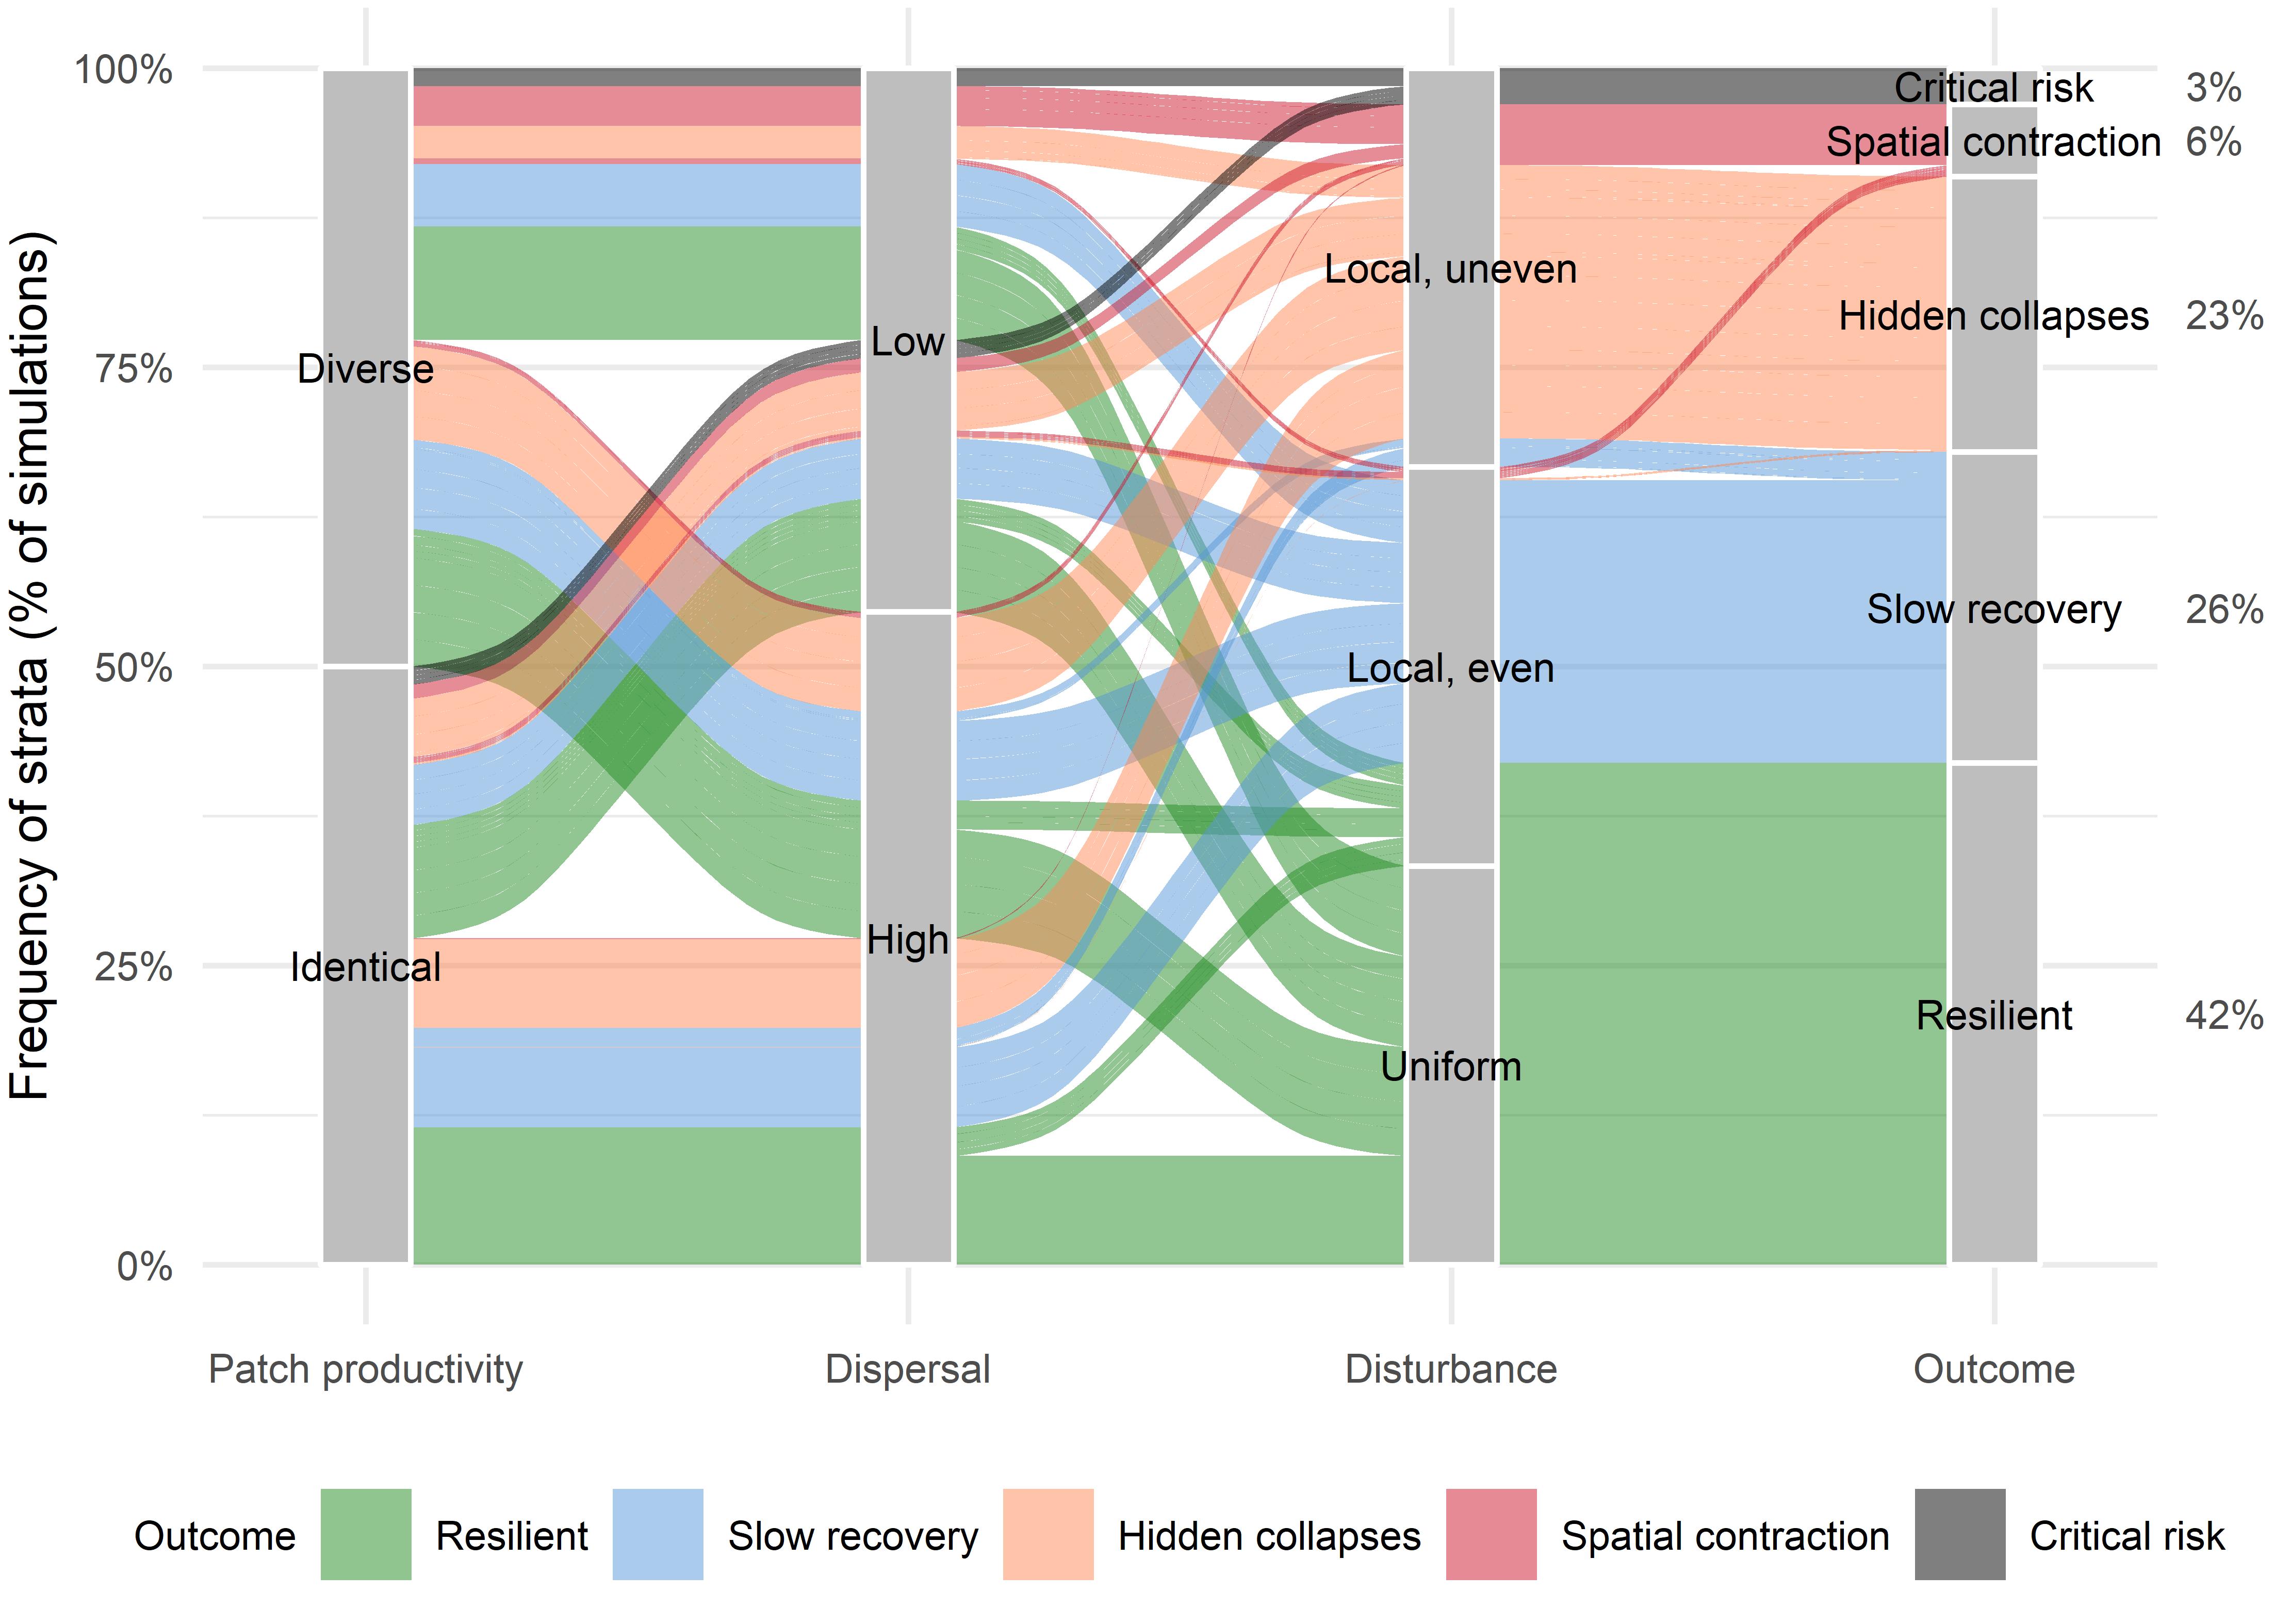 Frequency of strata (% of simulations)
100%
75%
50%
25%
0%
Diverse
Identical
Low
High
Local, uneven
Local, even
Uniform
Critical risk
Spatial contraction
Hidden collapses
Slow recovery
Resilient
3%
6%
23%
26%
42%
Patch productivity
Dispersal
Disturbance
Outcome
Outcome Resilient Slow recovery Hidden collapses Spatial contraction Critical risk